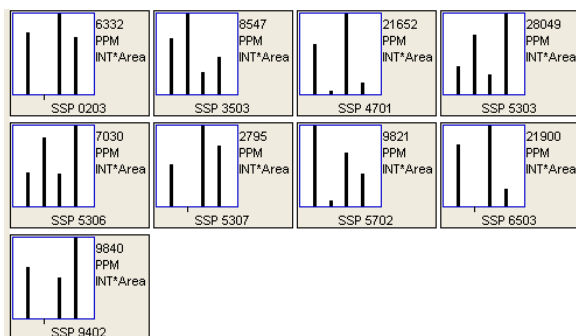 6332
PPM
INT*Area
SSP 0203
8547
PPM
INT*Area
SSP 3503
21652
PPM
INT*Area
SSP 4701
28049
PPM
INT*Area
SSP 5303
7030
PPM
INT*Area
SSP 5306
2795
PPM
INT*Area
SSP 5307
9821
PPM
INT*Area
SSP 5702
21900
PPM
INT*Area
SSP 6503
9840
PPM
INT*Area
SSP 9402